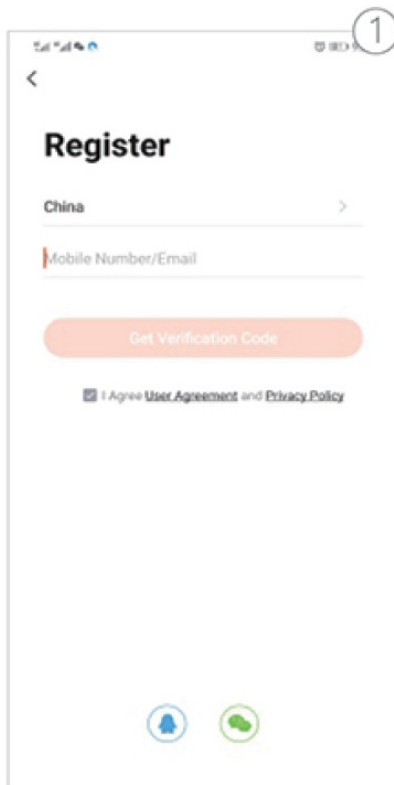 1
Register
China
Mobile Number/Email
Get Verification Code
I Agree User Agreement and Privacy Policy